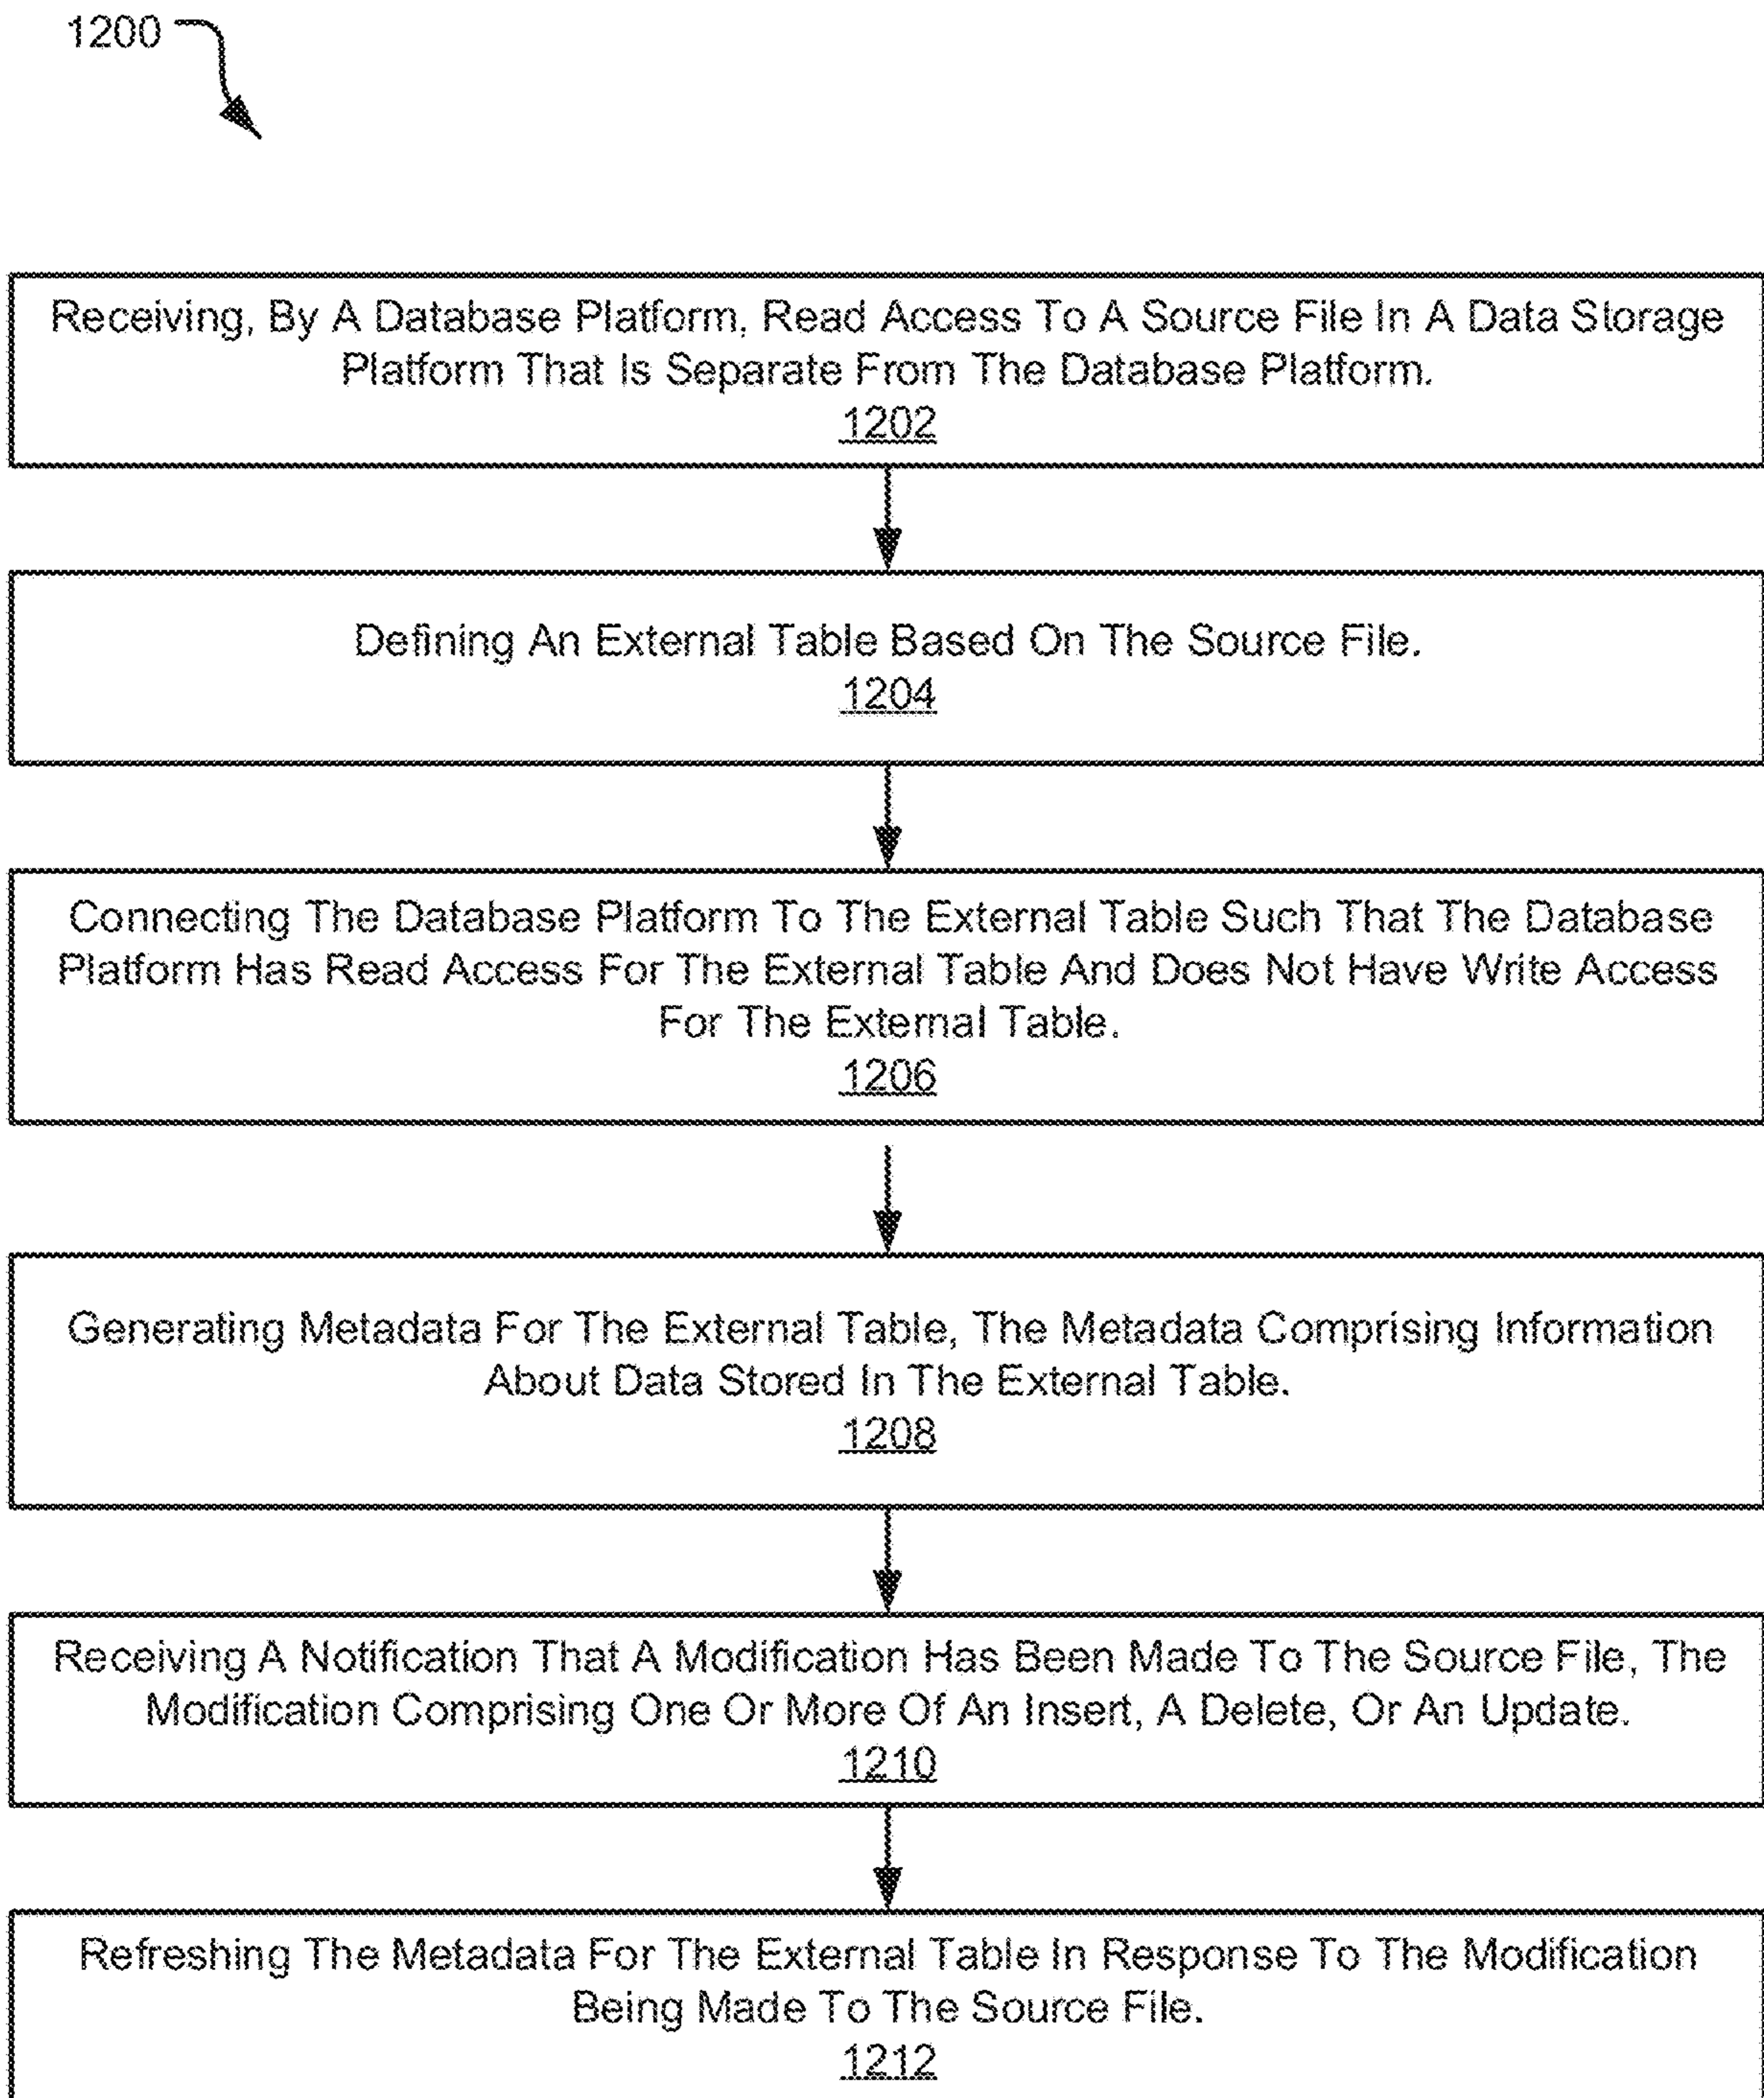 1200
Receiving, By A Database Platform, Read Access To A Source File In A Data Storage
Platform That Is Separate From The Database Platform.
1202
Defining An External Table Based On The Source File.
1204
Connecting The Database Platform To The External Table Such That The Database
Platform Has Read Access For The External Table And Does Not Have Write Access
For The External Table.
1206
Generating Metadata For The External Table, The Metadata Comprising Information
About Data Stored In The External Table.
1208
Receiving A Notification That A Modification Has Been Made To The Source File, The
Modification Comprising One Or More Of An Insert, A Delete, Or An Update.
1210
Refreshing The Metadata For The External Table In Response To The Modification
Being Made To The Source File.
1212